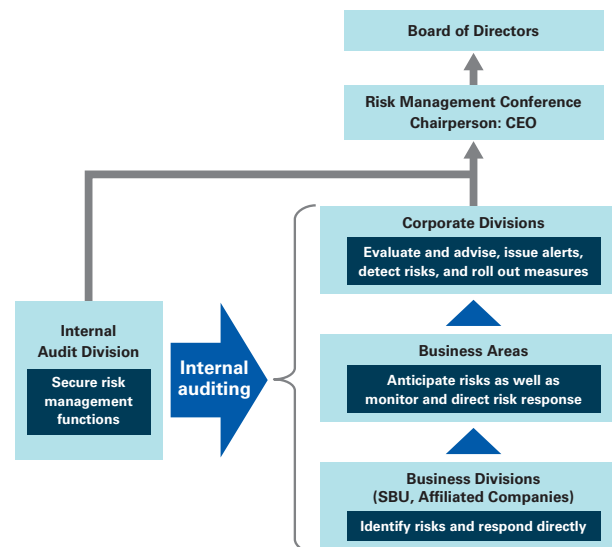 Board of Directors
Risk Management Conference
Chairperson: CEO
Corporate Divisions
Evaluate and advise, issue alerts,
detect risks, and roll out measures
Internal
Audit Division
Secure risk
management
functions
Internal
auditing
Business Areas
Anticipate risks as well as
monitor and direct risk response
Business Divisions
(SBU, Affiliated Companies)
Identify risks and respond directly